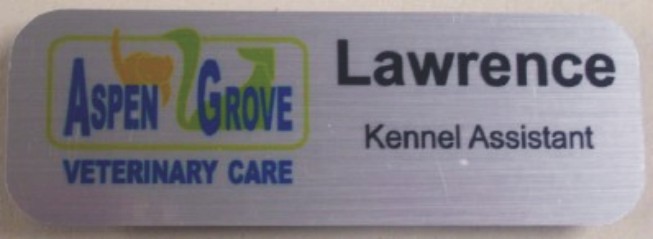 ASPEN GROVE
VETERINARY CARE
Lawrence
Kennel Assistant